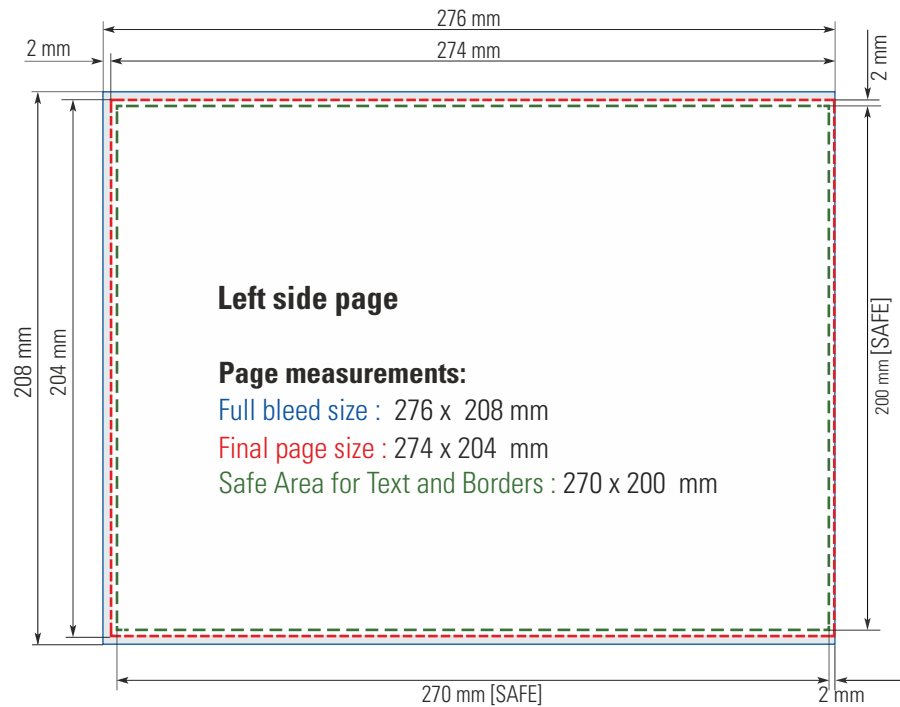 276 mm
2 mm
274 mm
2 mm
208 mm
204 mm
Left side page
Page measurements:
Full bleed size : 276 x 208 mm
Final page size : 274 x 204 mm
Safe Area for Text and Borders : 270 x 200 mm
200 mm [SAFE]
270 mm [SAFE]
2 mm